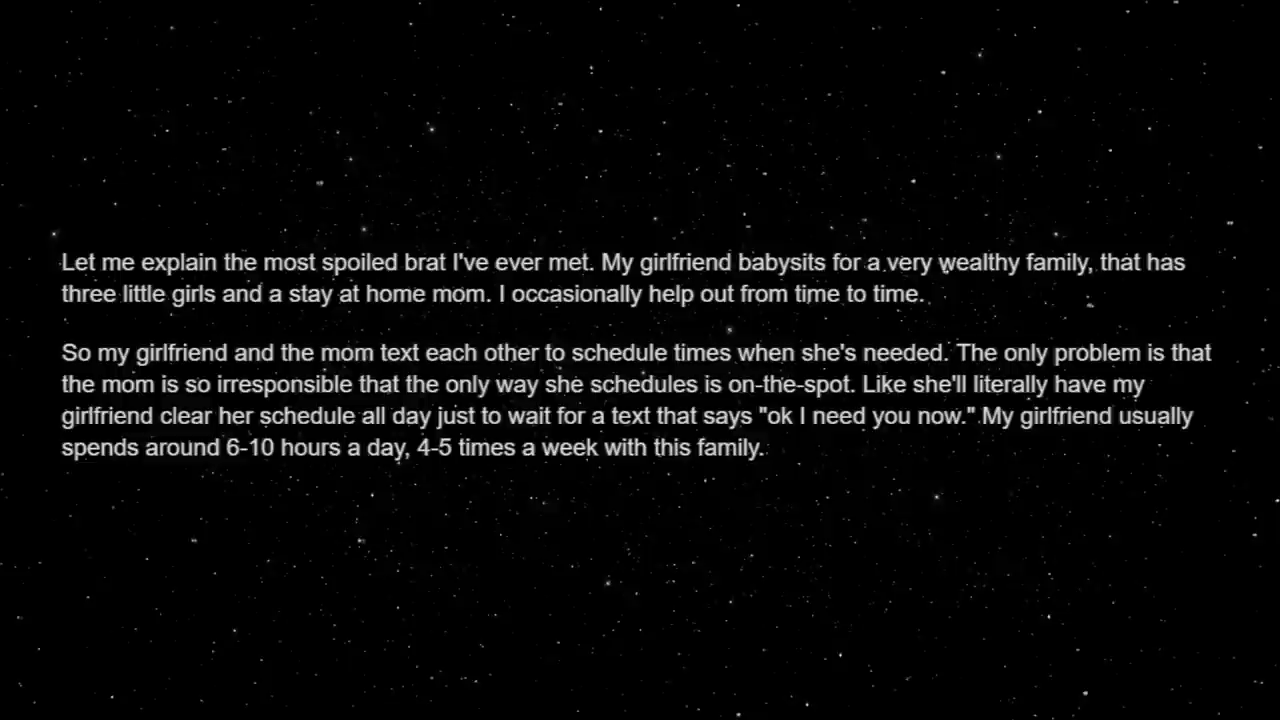 Let me explain the most spoiled brat I've ever met. My girlfriend babysits for a very wealthy family, that has
three little girls and a stay at home mom. I occasionally help out from time to time.
So my girlfriend and the mom text each other to schedule times when she's needed. The only problem is that
the mom is so irresponsible that the only way she schedules is on-the-spot. Like she'll literally have my
girlfriend clear her schedule all day just to wait for a text that says "ok I need you now." My girlfriend usually
spends around 6-10 hours a day, 4-5 times a week with this family.